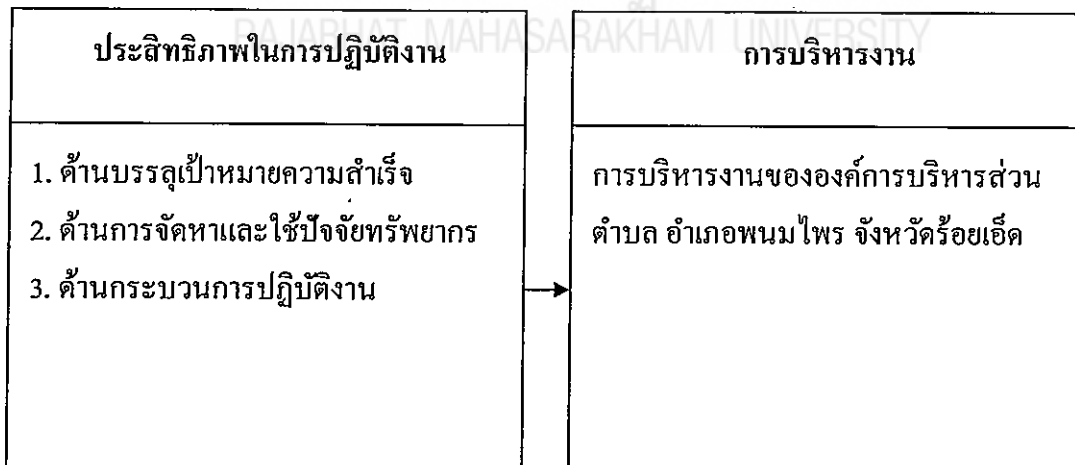 RAJABHAT MAHASARAKHAM UNIVERSITY
ประสิทธิภาพในการปฏิบัติงาน
1. ด้านบรรลุเป้าหมายความสำเร็จ
2. ด้านการจัดหาและใช้ปัจจัยทรัพยากร
3. ด้านกระบวนการปฏิบัติงาน
การบริหารงาน
การบริหารงานขององค์การบริหารส่วน
ตำบล อำเภอพนมไพร จังหวัดร้อยเอ็ด